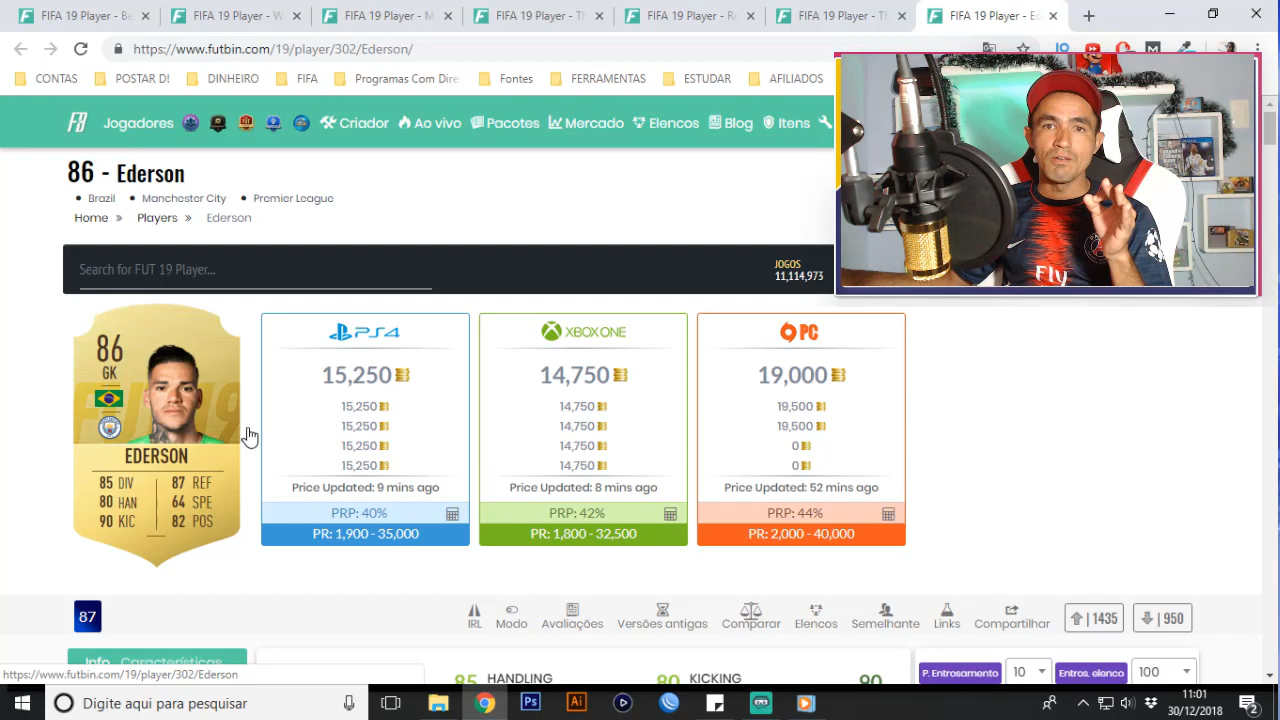 FIFA 19 Player - Be
FIFA 19 Player - W
FIFA 19 Player - M
FIFA 19 Player - Th
FIFA 19 Player - Ro
FIFA 19 Player - Th
FIFA 19 Player - Ed
https://www.futbin.com/19/player/302/Ederson/
CONTAS
POSTAR D!
DINHEIRO
FIFA
Programas Com Dire
Fontes
FERRAMENTAS
ESTUDAR
AFILIADOS
Jogadores
Criador
Ao vivo
Pacotes
Mercado
Elencos
Blog
Itens
86 - Ederson
Brazil
Manchester City
Premier League
Home » Players » Ederson
Search for FUT 19 Player...
JOGOS
11,114,973
86
GK
EDERSON
85 DIV 87 REF
80 HAN 64 SPE
90 KIC 82 POS
PS4
15,250
15,250
15,250
15,250
15,250
Price Updated: 9 mins ago
PRP: 40%
PR: 1,900 - 35,000
XBOX ONE
14,750
14,750
14,750
14,750
14,750
Price Updated: 8 mins ago
PRP: 42%
PR: 1,800 - 32,500
PC
19,000
19,500
19,500
0
0
Price Updated: 52 mins ago
PRP: 44%
PR: 2,000 - 40,000
FLY
87
IRL
Modo
Avaliações
Versões antigas
Comparar
Elencos
Semelhante
Links
Compartilhar
1435
950
https://www.futbin.com/19/player/302/Ederson
Info Características
85 HANDLING
80 KICKING
90
P. Entrosamento 10
Entros. elenco 100
Digite aqui para pesquisar
Ps
Ai
11:01
30/12/2018
2